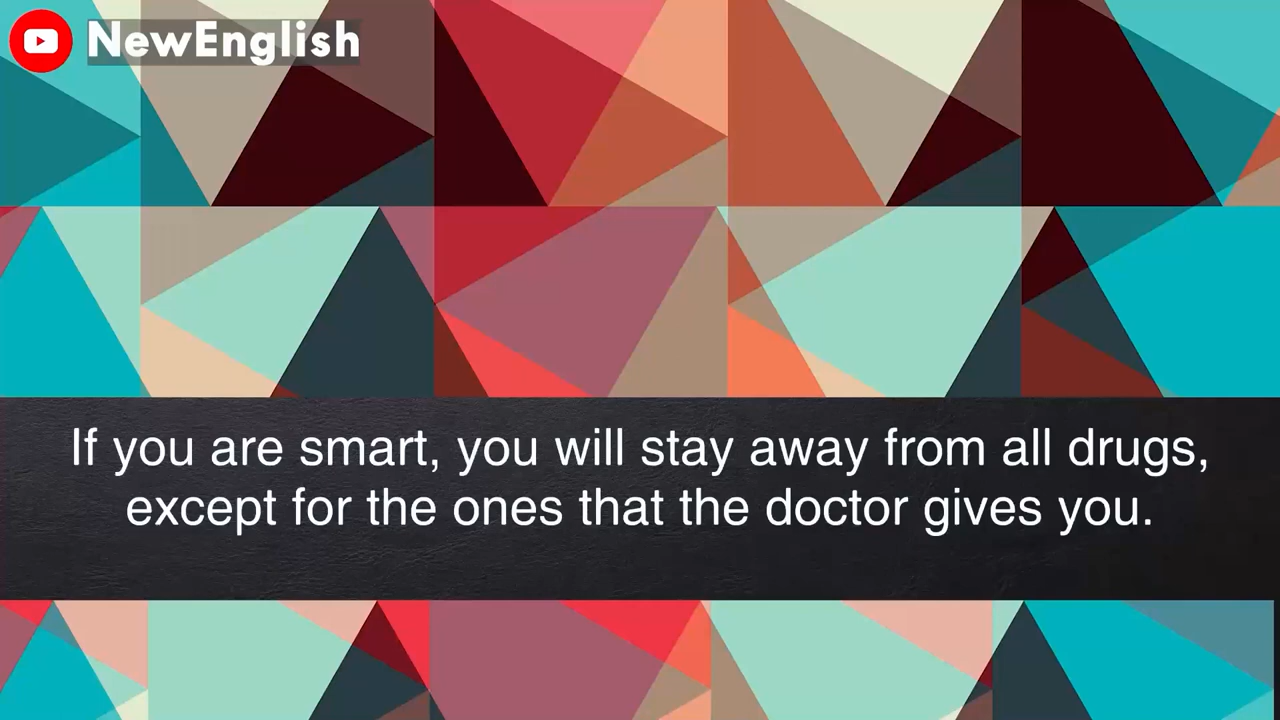 NewEnglish
If you are smart, you will stay away from all drugs,
except for the ones that the doctor gives you.